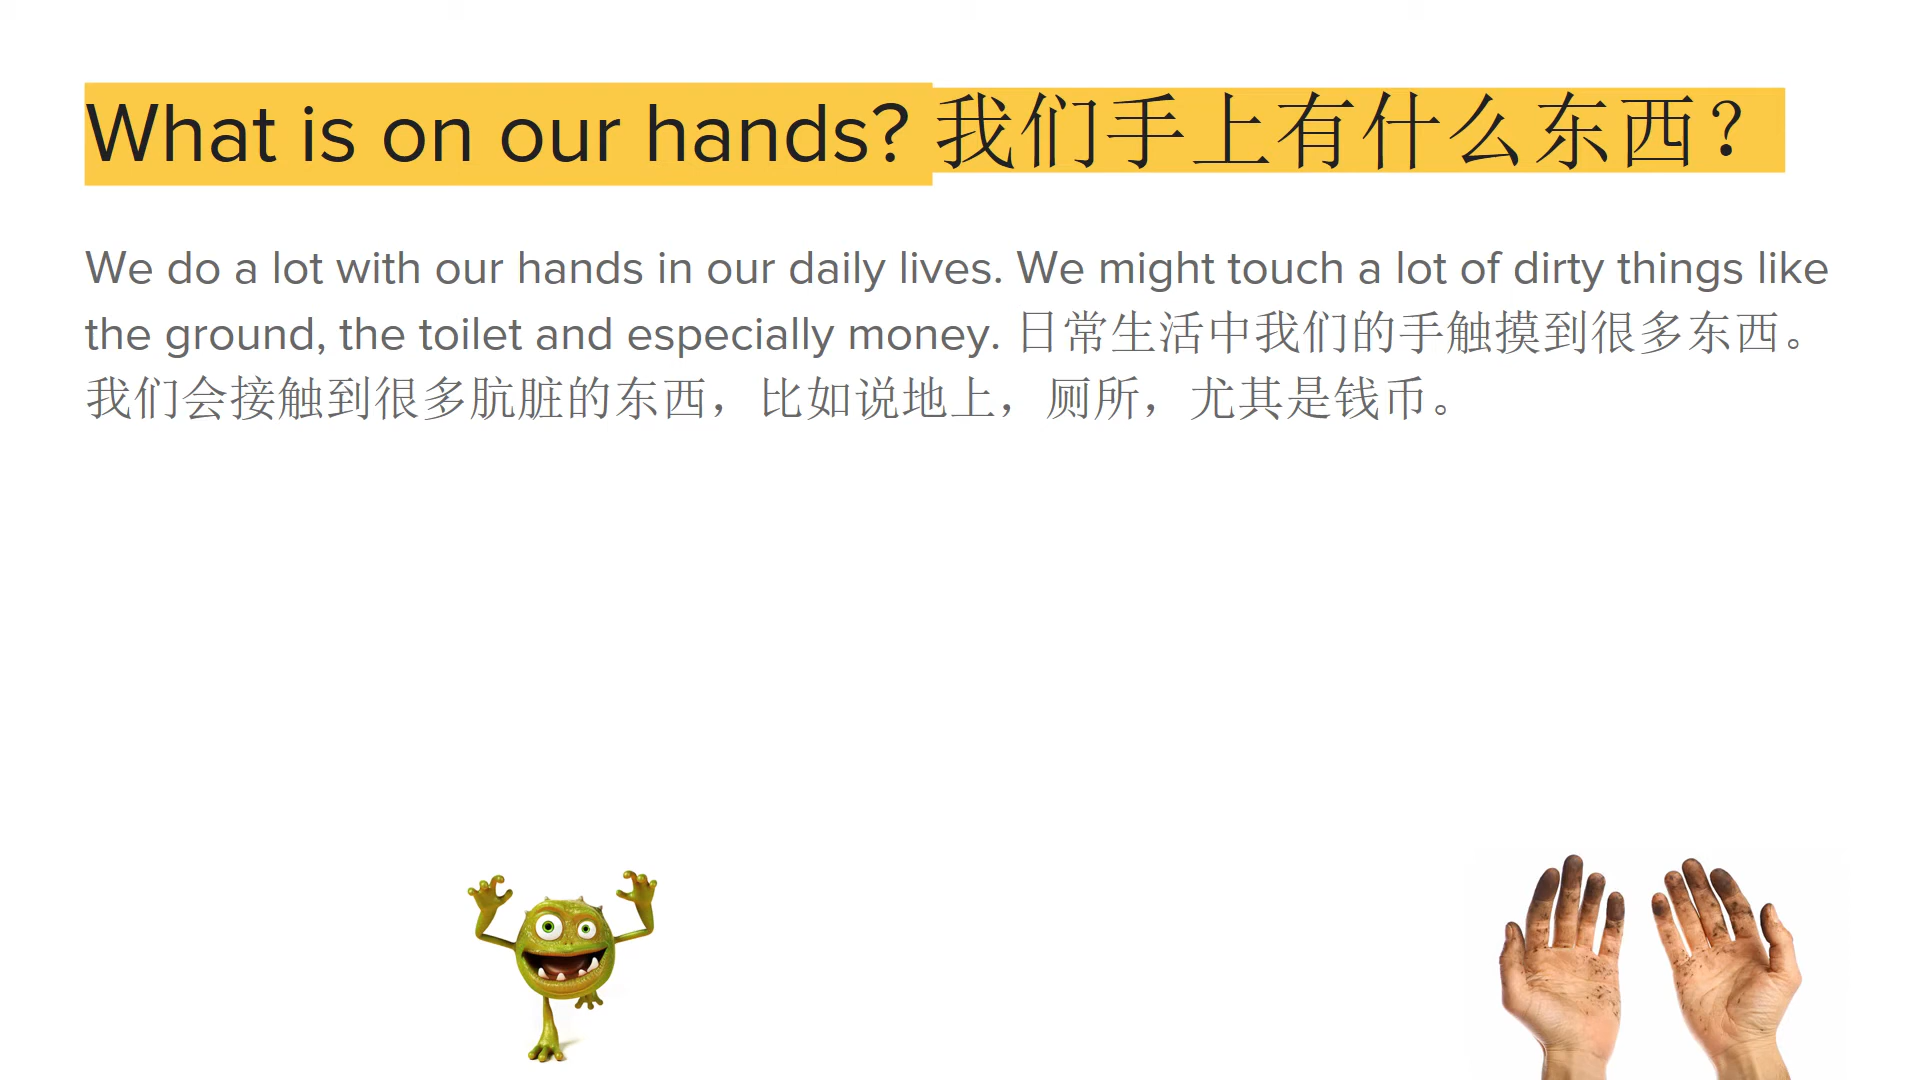 What is on our hands? 我们手上有什么东西？
We do a lot with our hands in our daily lives. We might touch a lot of dirty things like
the ground, the toilet and especially money. 日常生活中我们的手触摸到很多东西。
我们会接触到很多肮脏的东西，比如说地上，厕所，尤其是钱币。